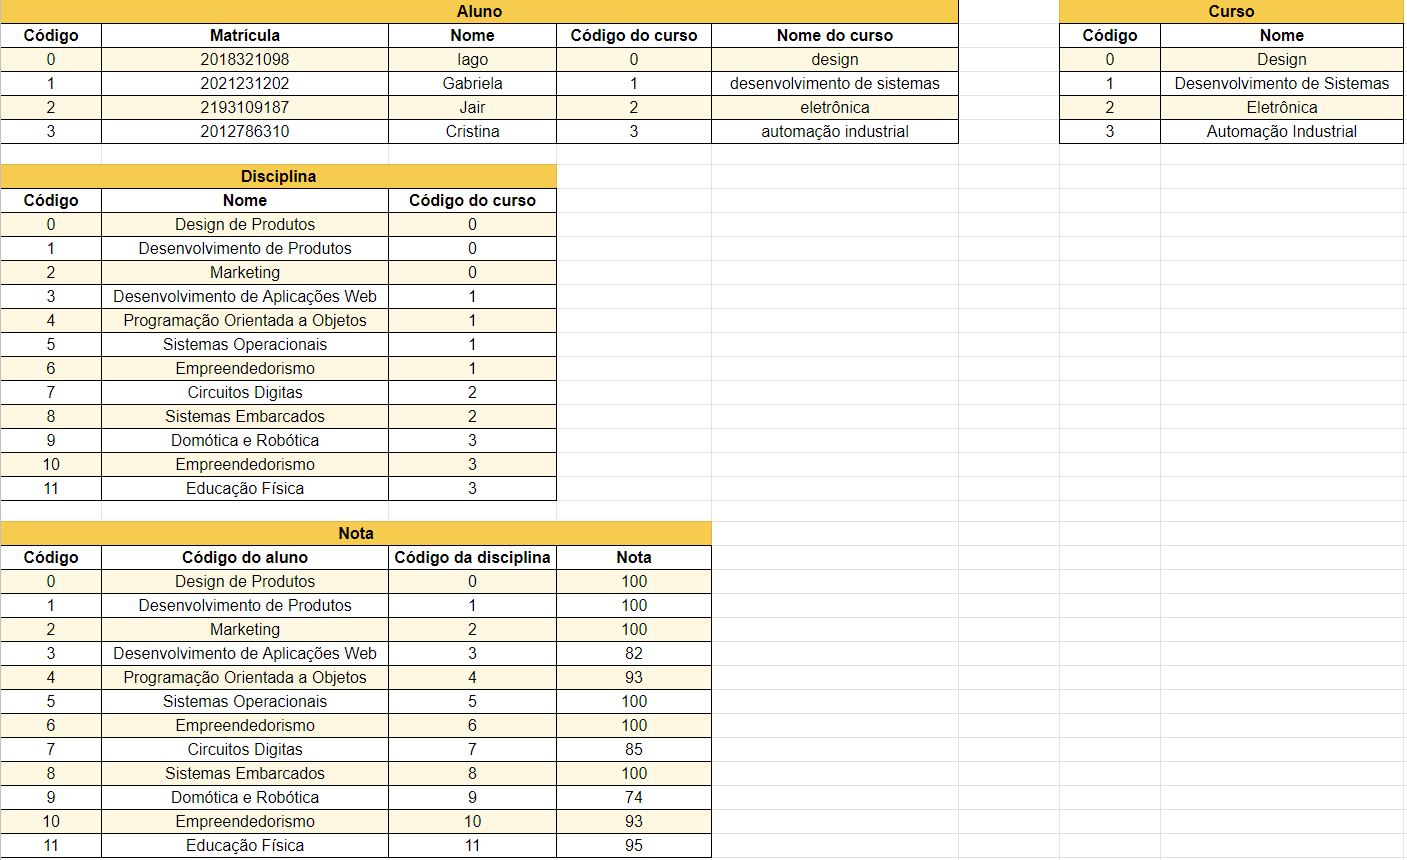 Aluno
Código Matrícula Nome Código do curso Nome do curso
0 2018321098 Iago 0 design
1 2021231202 Gabriela 1 desenvolvimento de sistemas
2 2193109187 Jair 2 eletrônica
3 2012786310 Cristina 3 automação industrial
Curso
Código Nome
0 Design
1 Desenvolvimento de Sistemas
2 Eletrônica
3 Automação Industrial
Disciplina
Código Nome Código do curso
0 Design de Produtos 0
1 Desenvolvimento de Produtos 0
2 Marketing 0
3 Desenvolvimento de Aplicações Web 1
4 Programação Orientada a Objetos 1
5 Sistemas Operacionais 1
6 Empreendedorismo 1
7 Circuitos Digitas 2
8 Sistemas Embarcados 2
9 Domótica e Robótica 3
10 Empreendedorismo 3
11 Educação Física 3
Nota
Código Código do aluno Código da disciplina Nota
0 Design de Produtos 0 100
1 Desenvolvimento de Produtos 1 100
2 Marketing 2 100
3 Desenvolvimento de Aplicações Web 3 82
4 Programação Orientada a Objetos 4 93
5 Sistemas Operacionais 5 100
6 Empreendedorismo 6 100
7 Circuitos Digitas 7 85
8 Sistemas Embarcados 8 100
9 Domótica e Robótica 9 74
10 Empreendedorismo 10 93
11 Educação Física 11 95